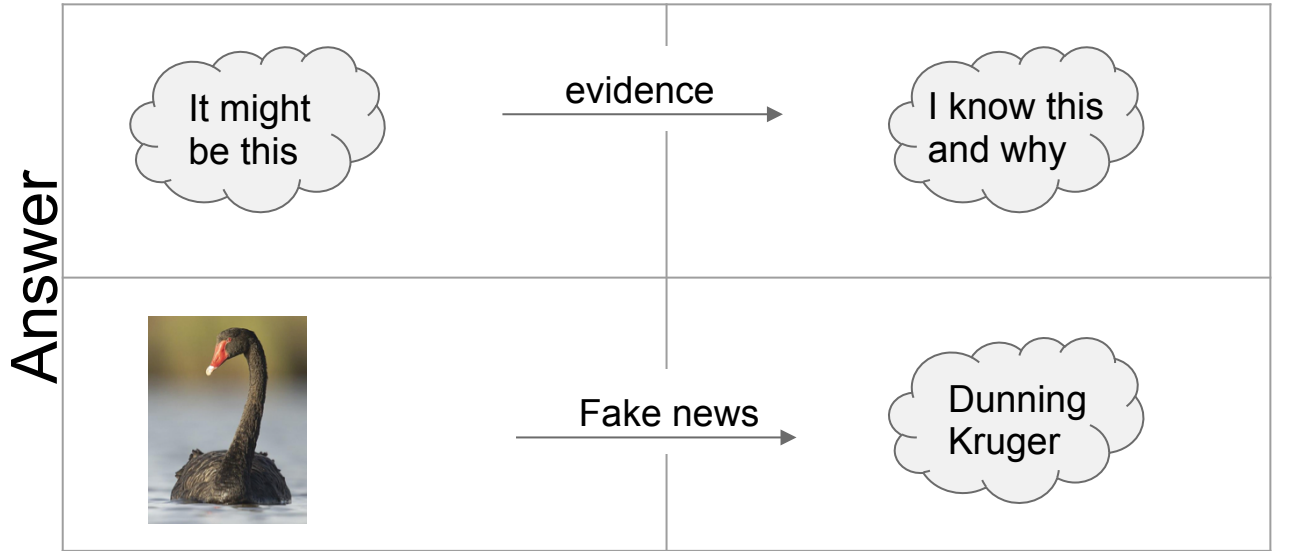 It might
be this
evidence
I know this
and why
Answer
Fake news
Dunning
Kruger